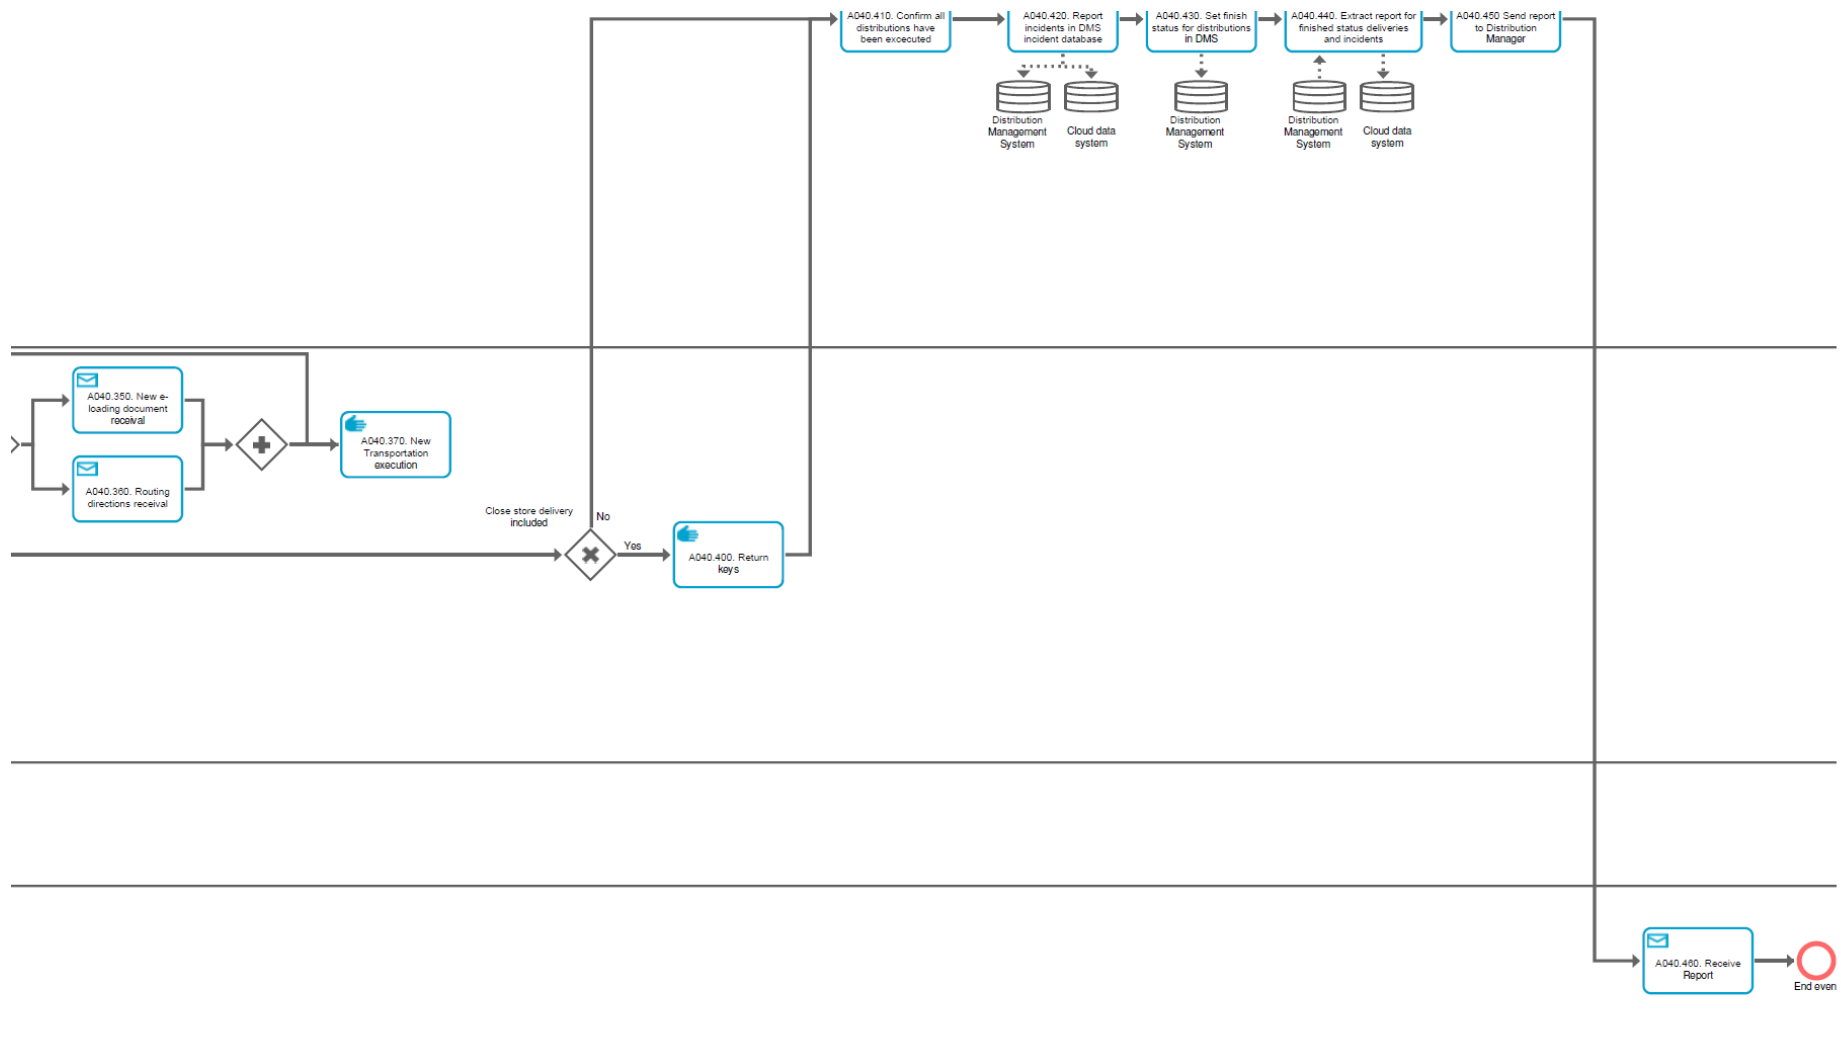 A040.410. Confirm all
distributions have
been excecuted
A040.420. Report
incidents in DMS
incident database
A040.430. Set finish
status for distributions
in DMS
A040.440. Extract report for
finished status deliveries
and incidents
A040.450 Send report
to Distribution
Manager
Distribution
Management
System
Cloud data
system
Distribution
Management
System
Distribution
Management
System
Cloud data
system
A040.350. New e-
loading document
receival
A040.370. New
Transportation
execution
A040.360. Routing
directions receival
Close store delivery
included
No
Yes
A040.400. Return
keys
A040.460. Receive
Report
End even